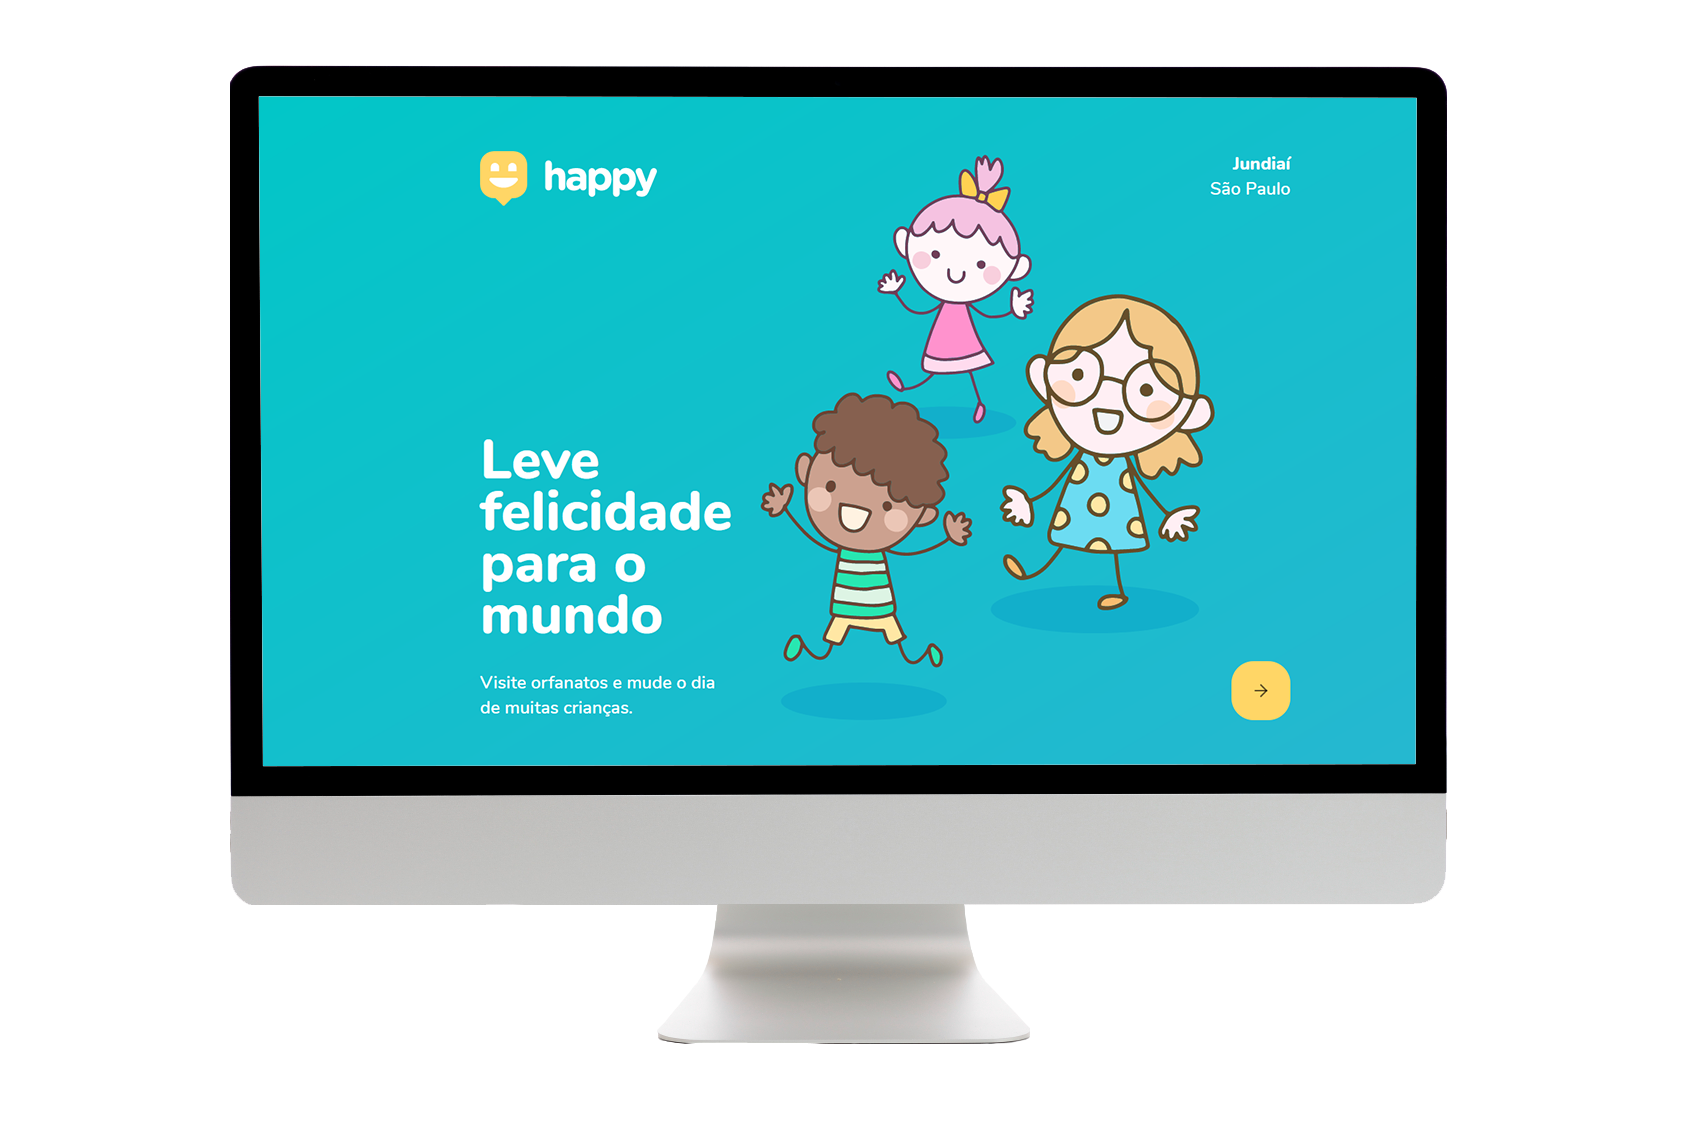 happy
Jundiaí
São Paulo
Leve
felicidade
para o
mundo
Visite orfanatos e mude o dia
de muitas crianças.